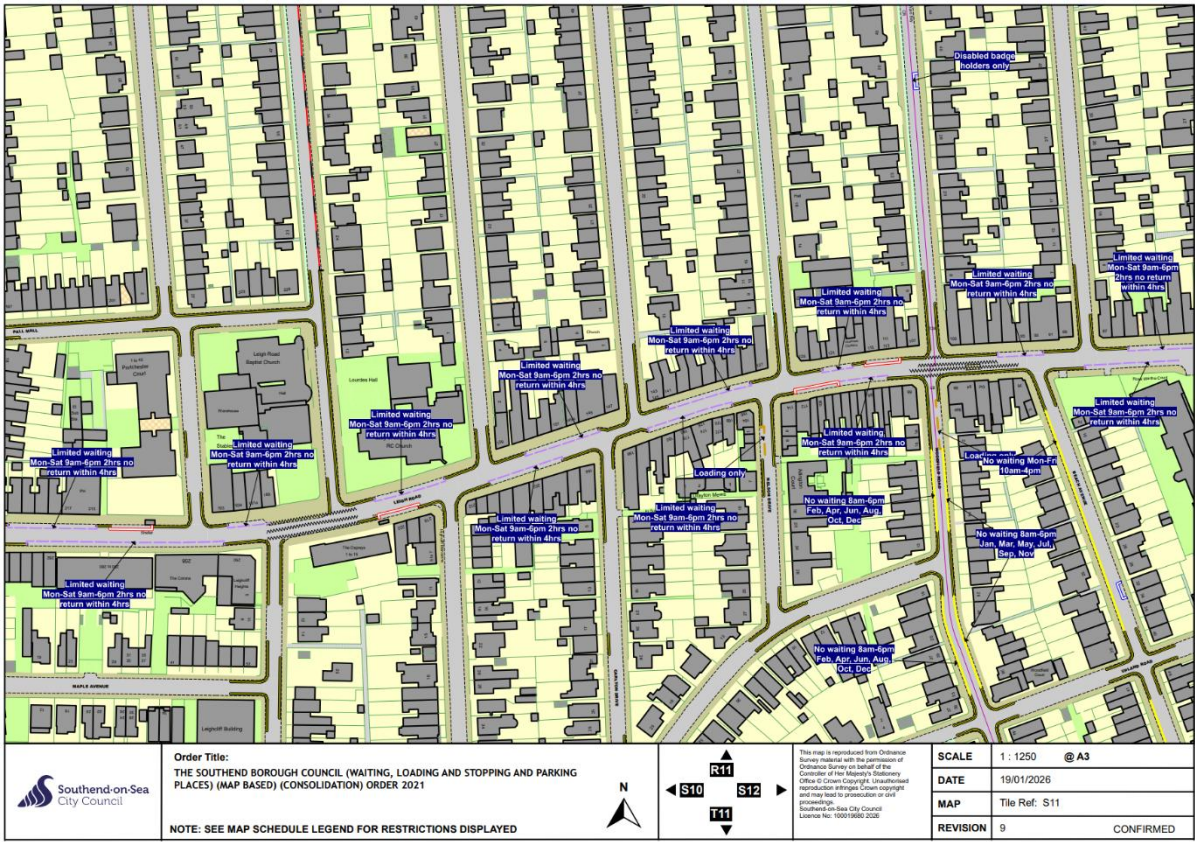 Disabled badge
holders only
Limited waiting
Mon-Sat 9am-6pm
2hrs no return
within 4hrs
Limited waiting
Mon-Sat 9am-6pm 2hrs no
return within 4hrs
Limited waiting
Mon-Sat 9am-6pm 2hrs no
return within 4hrs
PALL MALL
Limited waiting
Mon-Sat 9am-6pm 2hrs no
return within 4hrs
Church
Leigh Road
Baptist Church
Hall
1 to 10
Portchester
Court
Limited waiting
Mon-Sat 9am-6pm 2hrs no
return within 4hrs
Lourdes Hall
Limited waiting
Mon-Sat 9am-6pm 2hrs no
return within 4hrs
RC Church
Limited waiting
Mon-Sat 9am-6pm 2hrs no
return within 4hrs
Limited waiting
Mon-Sat 9am-6pm 2hrs no
return within 4hrs
The
Limited waiting
Mon-Sat 9am-6pm 2hrs no
return within 4hrs
Limited waiting
Mon-Sat 9am-6pm 2hrs no
return within 4hrs
Loading only
No waiting Mon-Fri
10am-4pm
Loading only
LEIGH ROAD
No waiting 8am-6pm
Feb, Apr, Jun, Aug,
Oct, Dec
Limited waiting
Mon-Sat 9am-6pm 2hrs no
return within 4hrs
Limited waiting
Mon-Sat 9am-6pm 2hrs no
return within 4hrs
No waiting 8am-6pm
Jan, Mar, May, Jul,
Sep, Nov
Limited waiting
Mon-Sat 9am-6pm 2hrs no
return within 4hrs
No waiting 8am-6pm
Feb, Apr, Jun, Aug,
Oct, Dec
MAPLE AVENUE
Leighcliff Building
Southend-on-Sea
City Council
Order Title:
THE SOUTHEND BOROUGH COUNCIL (WAITING, LOADING AND STOPPING AND PARKING
PLACES) (MAP BASED) (CONSOLIDATION) ORDER 2021
NOTE: SEE MAP SCHEDULE LEGEND FOR RESTRICTIONS DISPLAYED
N
R11
S10
S12
T11
This map is reproduced from Ordnance
Survey material with the permission of
Ordnance Survey on behalf of the
Controller of Her Majesty's Stationery
Office © Crown Copyright. Unauthorised
reproduction infringes Crown copyright
and may lead to prosecution or civil
proceedings.
Southend-on-Sea City Council
Licence No: 100019680 2026
SCALE 1 : 1250 @ A3
DATE 19/01/2026
MAP Tile Ref: S11
REVISION 9 CONFIRMED